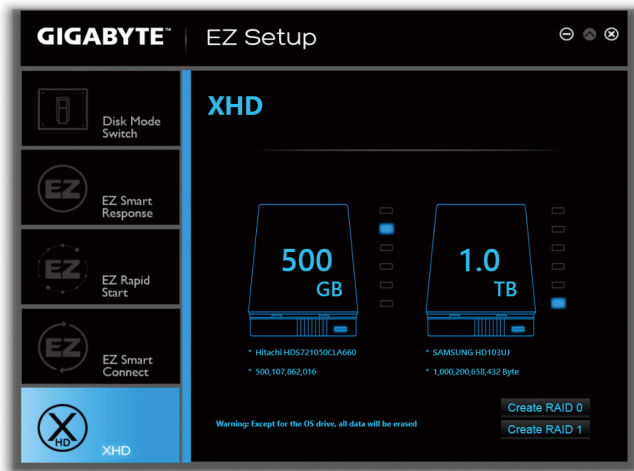 GIGABYTE™ EZ Setup
Disk Mode
Switch
EZ
EZ Smart
Response
EZ
EZ Rapid
Start
EZ
EZ Smart
Connect
X
HD
XHD
XHD
500
GB
1.0
TB
* Hitachi HDS721050CLA660
* 500,107,862,016
* SAMSUNG HD103UJ
* 1,000,200,658,432 Byte
Warning: Except for the OS drive, all data will be erased
Create RAID 0
Create RAID 1